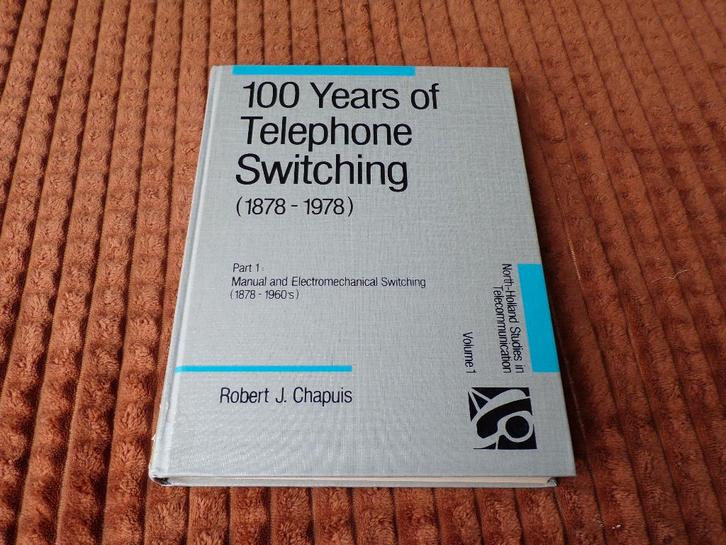 100 Years of
Telephone
Switching
(1878 - 1978)
Part 1:
Manual and Electromechanical Switching
(1878 - 1960's)
North-Holland Studies in
Telecommunication
Volume 1
Robert J. Chapuis